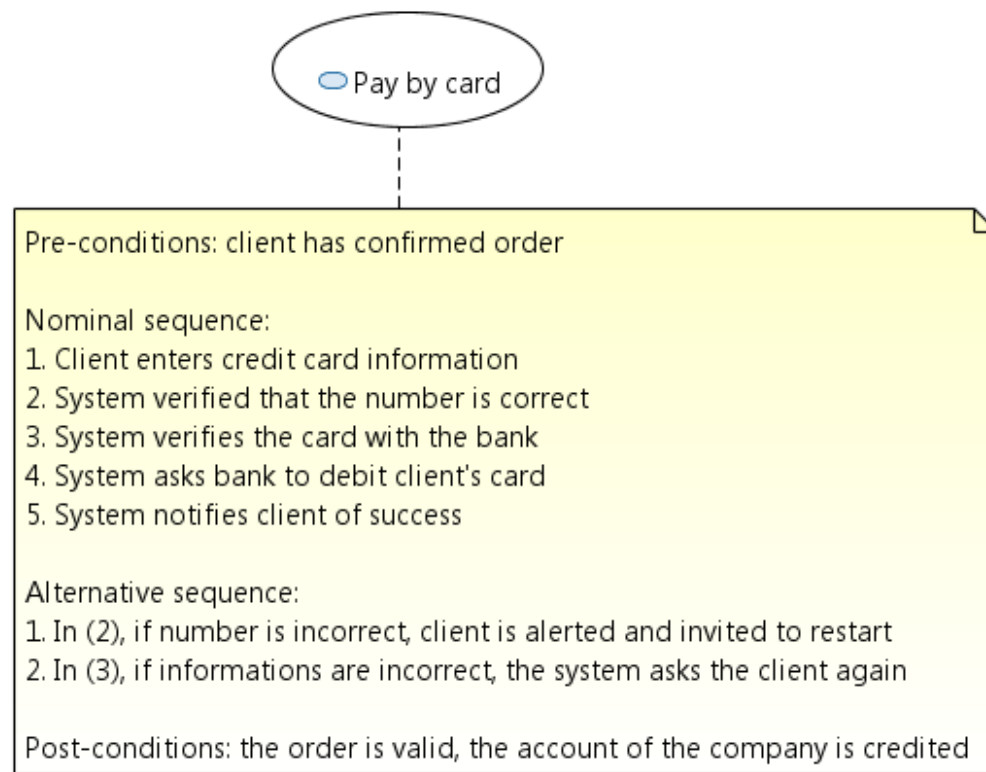 Pay by card
Pre-conditions: client has confirmed order
Nominal sequence:
1. Client enters credit card information
2. System verified that the number is correct
3. System verifies the card with the bank
4. System asks bank to debit client's card
5. System notifies client of success
Alternative sequence:
1. In (2), if number is incorrect, client is alerted and invited to restart
2. In (3), if informations are incorrect, the system asks the client again
Post-conditions: the order is valid, the account of the company is credited